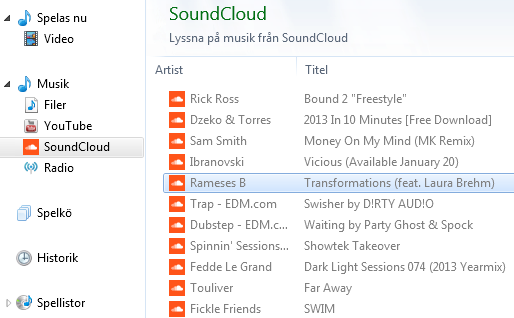 Spelas nu
Video
Musik
Filer
YouTube
SoundCloud
Radio
Spelkö
Historik
Spellistor
SoundCloud
Lyssna på musik från SoundCloud
Artist Titel
Rick Ross Bound 2 "Freestyle"
Dzeko & Torres 2013 In 10 Minutes [Free Download]
Sam Smith Money On My Mind (MK Remix)
Ibranovski Vicious (Available January 20)
Rameses B Transformations (feat. Laura Brehm)
Trap - EDM.com Swisher by D!RTY AUD!O
Dubstep - EDM.c... Waiting by Party Ghost & Spock
Spinnin' Sessions... Showtek Takeover
Fedde Le Grand Dark Light Sessions 074 (2013 Yearmix)
Touliver Far Away
Fickle Friends SWIM